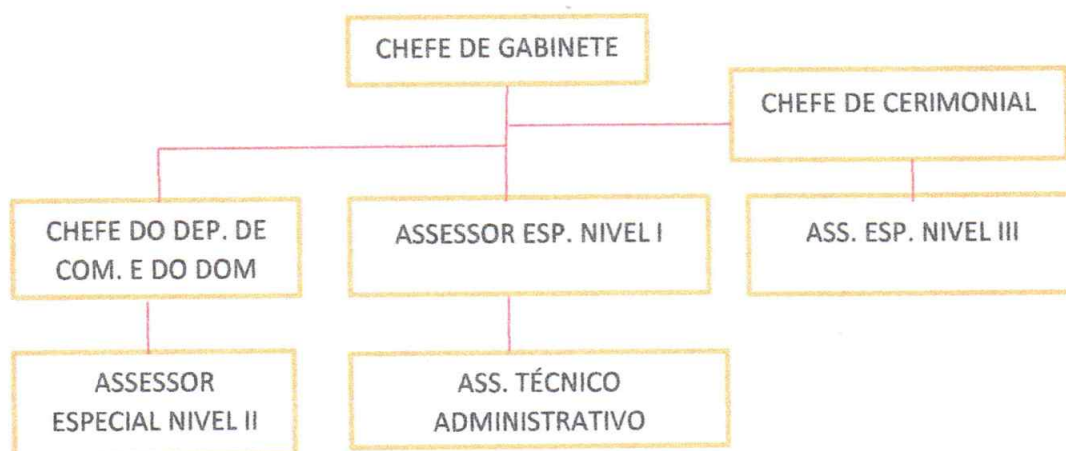 CHEFE DE GABINETE
CHEFE DE CERIMONIAL
CHEFE DO DEP. DE
COM. E DO DOM
ASSESSOR ESP. NIVEL I
ASS. ESP. NIVEL III
ASSESSOR
ESPECIAL NIVEL II
ASS. TÉCNICO
ADMINISTRATIVO